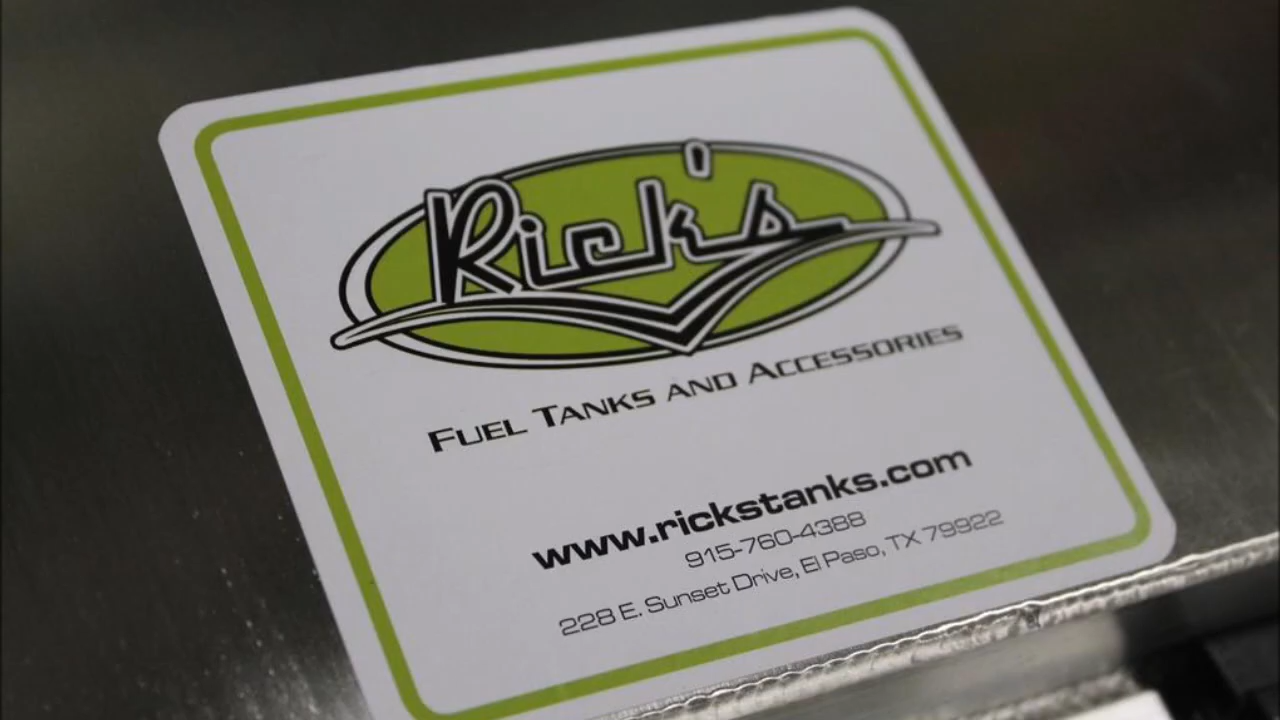 Rick's
Fuel Tanks and Accessories
www.rickstanks.com
915-760-4388
228 E. Sunset Drive, El Paso, TX 79922